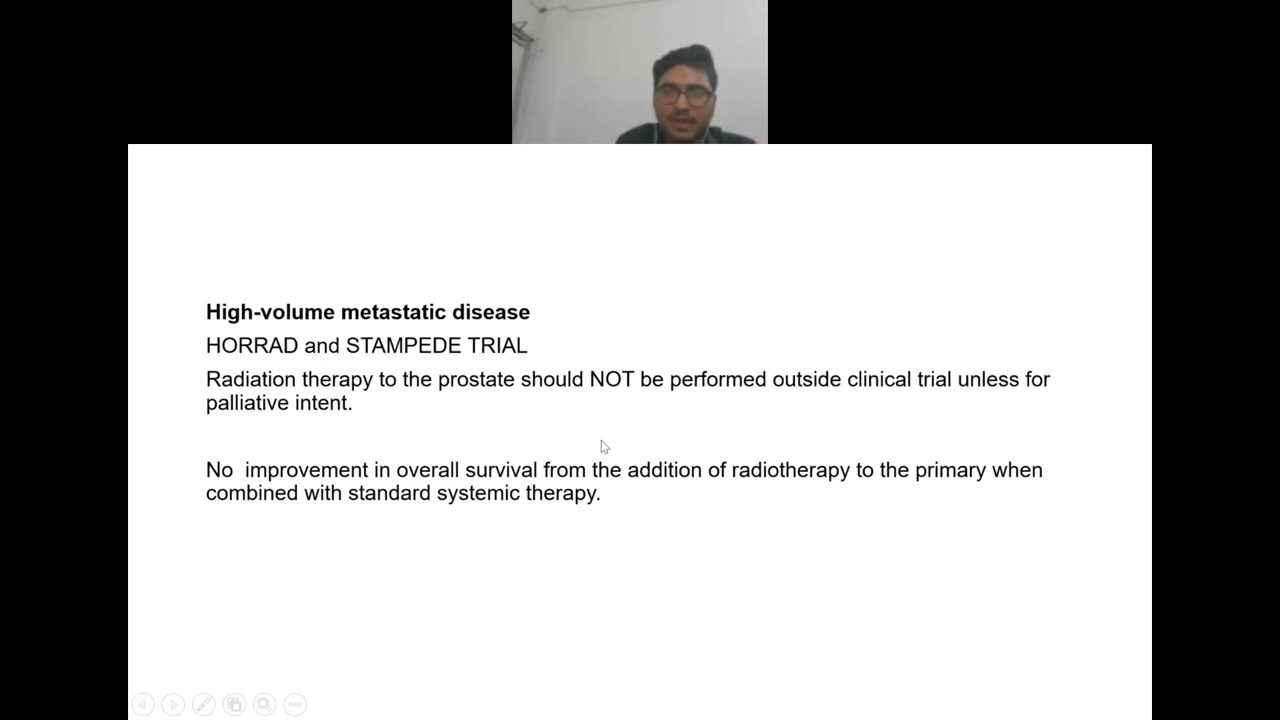 High-volume metastatic disease
HORRAD and STAMPEDE TRIAL
Radiation therapy to the prostate should NOT be performed outside clinical trial unless for
palliative intent.
No  improvement in overall survival from the addition of radiotherapy to the primary when
combined with standard systemic therapy.